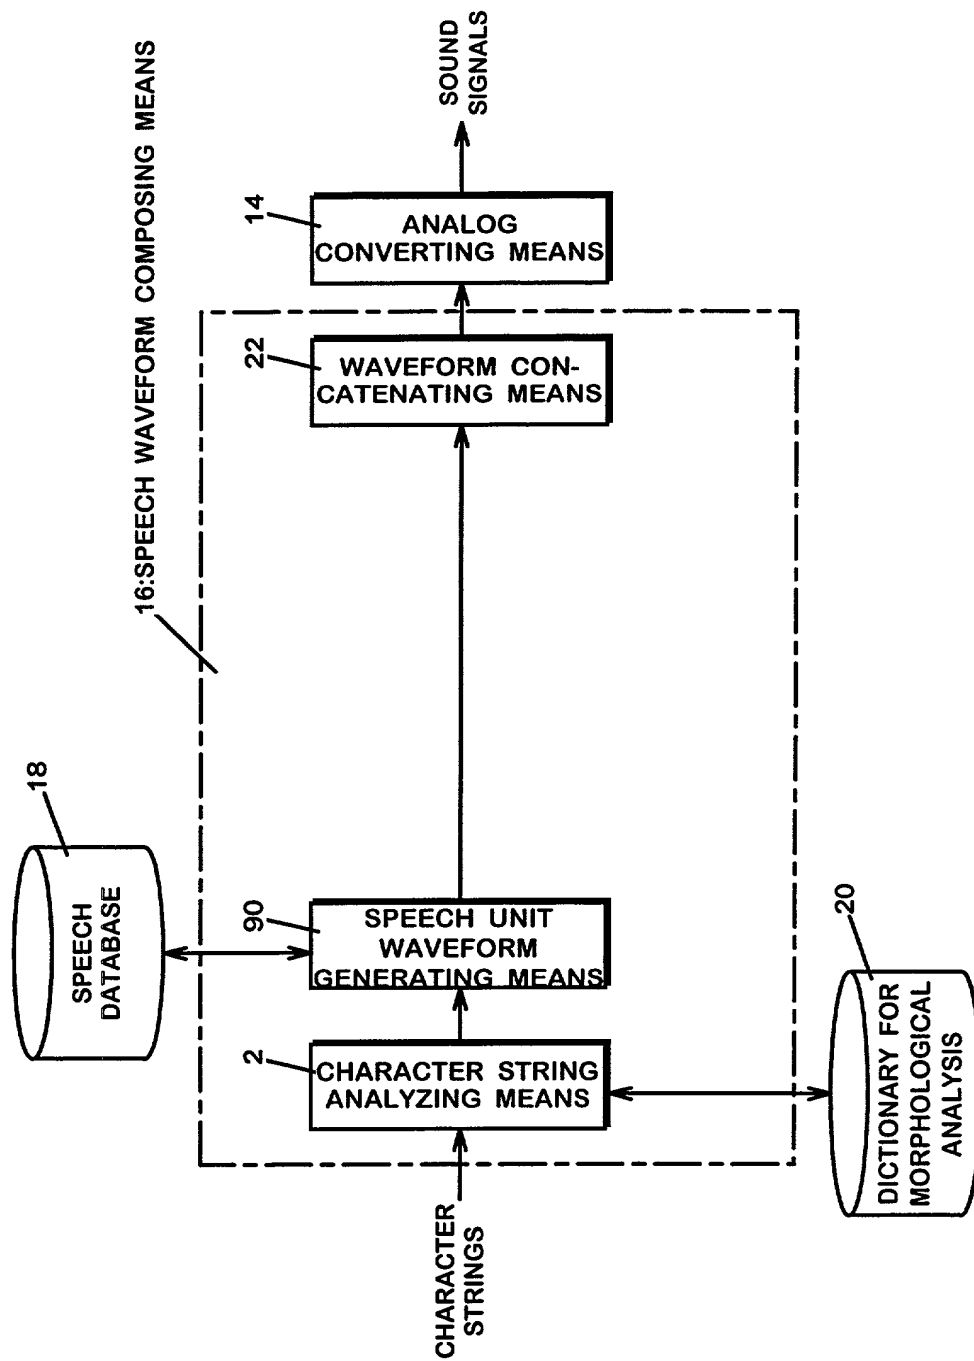 16:SPEECH WAVEFORM COMPOSING MEANS
18
SPEECH
DATABASE
CHARACTER
STRINGS
2
CHARACTER STRING
ANALYZING MEANS
90
SPEECH UNIT
WAVEFORM
GENERATING MEANS
22
WAVEFORM CON-
CATENATING MEANS
14
ANALOG
CONVERTING MEANS
SOUND
SIGNALS
20
DICTIONARY FOR
MORPHOLOGICAL
ANALYSIS